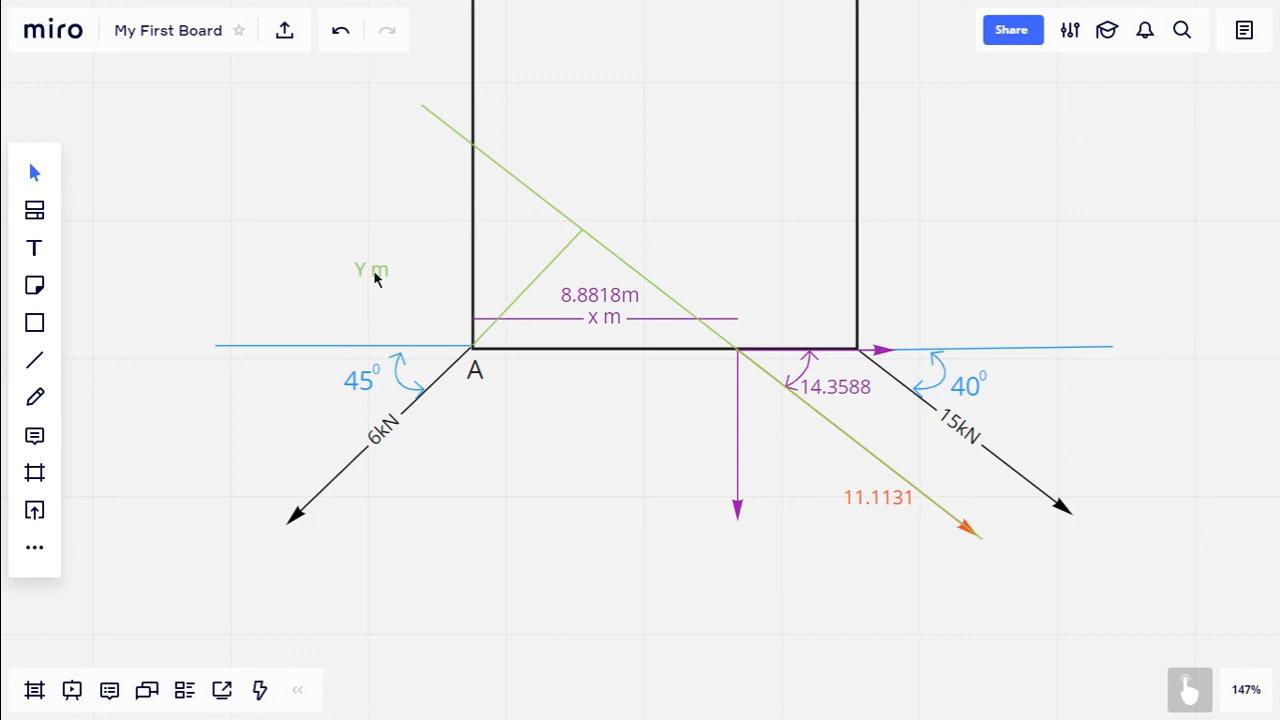 miro
My First Board
Share
Y m
8.8818m
x m
45⁰
A
14.3588
40⁰
6kN
15kN
11.1131
T
147%